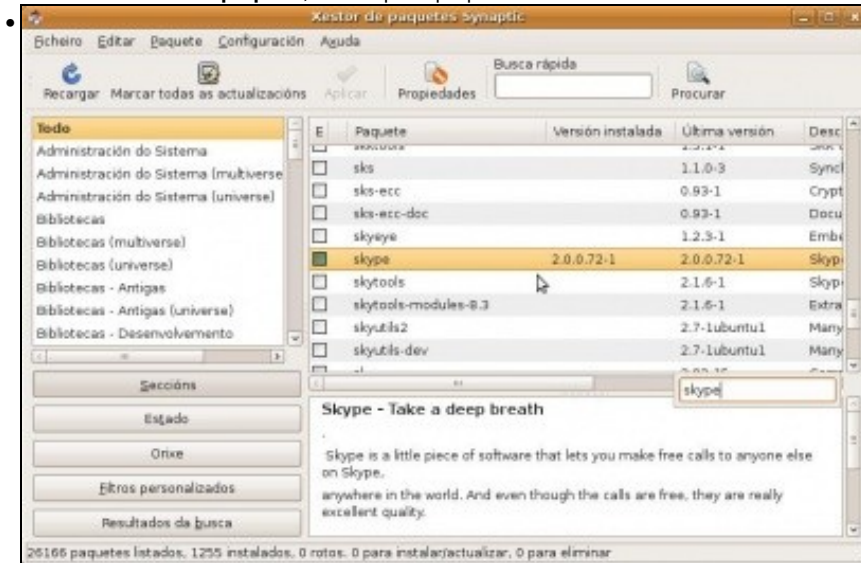 Xestor de paquetes Synaptic
Ficheiro Editar Paquete Configuración Axuda
Busca rápida
Recargar Marcar todas as actualizacións Aplicar Propiedades Procurar
Todo
Administración do Sistema
Administración do Sistema (multiverse
Administración do Sistema (universe)
Bibliotecas
Bibliotecas (multiverse)
Bibliotecas (universe)
Bibliotecas - Antigas
Bibliotecas - Antigas (universe)
Bibliotecas - Desenvolvemento
Seccións
Estado
Orixe
Filtros personalizados
Resultados da busca
E Paquete Versión instalada Última versión Desc
sks 1.1.0-3 Syncl
sks-ecc 0.93-1 Crypt
sks-ecc-doc 0.93-1 Docu
skyeye 1.2.3-1 Embe
skype 2.0.0.72-1 2.0.0.72-1 Skyp
skytools 2.1.6-1 Skyp
skytools-modules-8.3 2.1.6-1 Extra
skyutils2 2.7-1ubuntu1 Many
skyutils-dev 2.7-1ubuntu1 Many
skype
Skype - Take a deep breath
.
Skype is a little piece of software that lets you make free calls to anyone else
on Skype,
anywhere in the world. And even though the calls are free, they are really
excellent quality.
26166 paquetes listados, 1255 instalados, 0 rotos. 0 para instalar/actualizar, 0 para eliminar